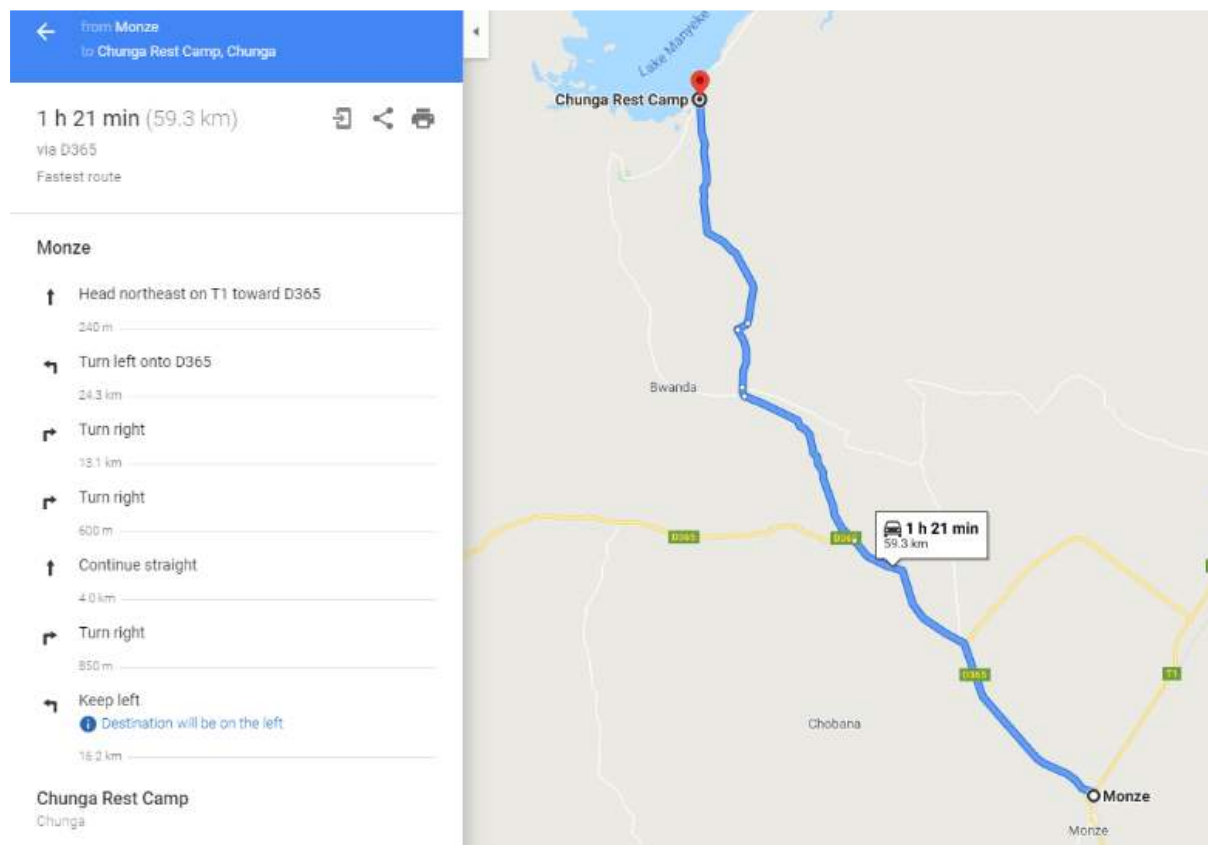 from Monze
to Chunga Rest Camp, Chunga
1 h 21 min (59.3 km)
via D365
Fastest route
Monze
Head northeast on T1 toward D365
240 m
Turn left onto D365
24.3 km
Turn right
13.1 km
Turn right
600 m
Continue straight
4.0 km
Turn right
850 m
Keep left
Destination will be on the left
16.2 km
Chunga Rest Camp
Chunga
Lake Manyeke
Chunga Rest Camp
Bwanda
D365
D365
1 h 21 min
59.3 km
D365
T1
Chobana
Monze
Monze